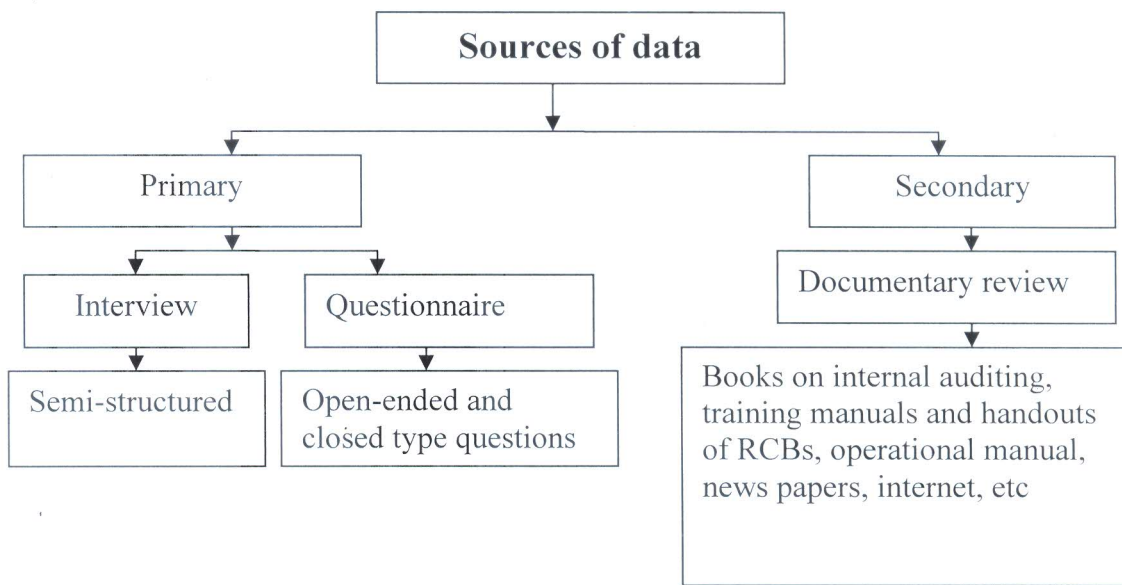 Sources of data
Primary
Secondary
Interview
Questionnaire
Documentary review
Semi-structured
Open-ended and
closed type questions
Books on internal auditing,
training manuals and handouts
of RCBs, operational manual,
news papers, internet, etc